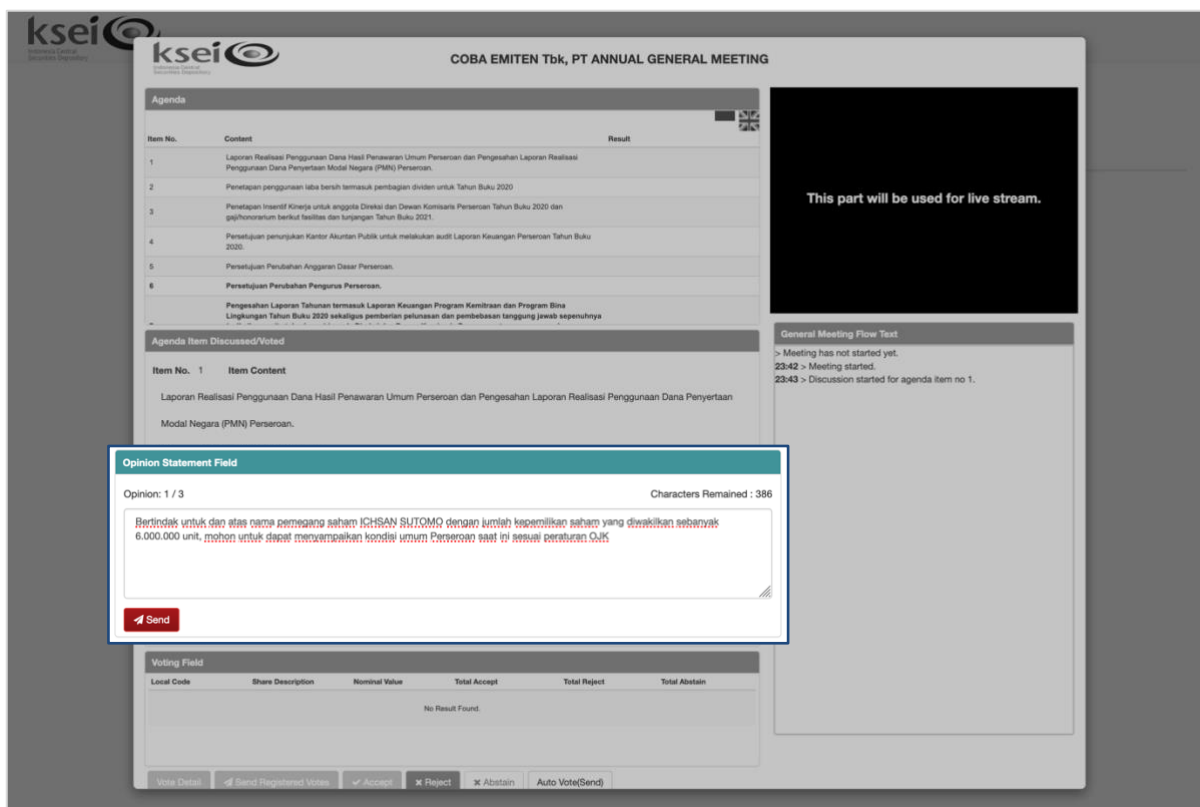 ksei
Indonesia Central
Securities Depository
ksei
Indonesia Central
Securities Depository
COBA EMITEN Tbk, PT ANNUAL GENERAL MEETING
Agenda
Item No. Content Result
1 Laporan Realisasi Penggunaan Dana Hasil Penawaran Umum Perseroan dan Pengesahan Laporan Realisasi
Penggunaan Dana Penyertaan Modal Negara (PMN) Perseroan.
2 Penetapan penggunaan laba bersih termasuk pembagian dividen untuk Tahun Buku 2020
3 Penetapan Insentif Kinerja untuk anggota Direksi dan Dewan Komisaris Perseroan Tahun Buku 2020 dan
gaji/honorarium berikut fasilitas dan tunjangan Tahun Buku 2021.
4 Persetujuan penunjukan Kantor Akuntan Publik untuk melakukan audit Laporan Keuangan Perseroan Tahun Buku
2020.
5 Persetujuan Perubahan Anggaran Dasar Perseroan.
6 Persetujuan Perubahan Pengurus Perseroan.
Pengesahan Laporan Tahunan termasuk Laporan Keuangan Program Kemitraan dan Program Bina
Lingkungan Tahun Buku 2020 sekaligus pemberian pelunasan dan pembebasan tanggung jawab sepenuhnya
This part will be used for live stream.
Agenda Item Discussed/Voted
Item No. 1 Item Content
Laporan Realisasi Penggunaan Dana Hasil Penawaran Umum Perseroan dan Pengesahan Laporan Realisasi Penggunaan Dana Penyertaan
Modal Negara (PMN) Perseroan.
General Meeting Flow Text
> Meeting has not started yet.
23:42 > Meeting started.
23:43 > Discussion started for agenda item no 1.
Opinion Statement Field
Opinion: 1 / 3 Characters Remained : 386
Bertindak untuk dan atas nama pemegang saham ICHSAN SUTOMO dengan jumlah kepemilikan saham yang diwakilkan sebanyak
6.000.000 unit, mohon untuk dapat menyampaikan kondisi umum Perseroan saat ini sesuai peraturan OJK
Send
Voting Field
Local Code Share Description Nominal Value Total Accept Total Reject Total Abstain
No Result Found.
Vote Detail Send Registered Votes Accept Reject Abstain Auto Vote(Send)